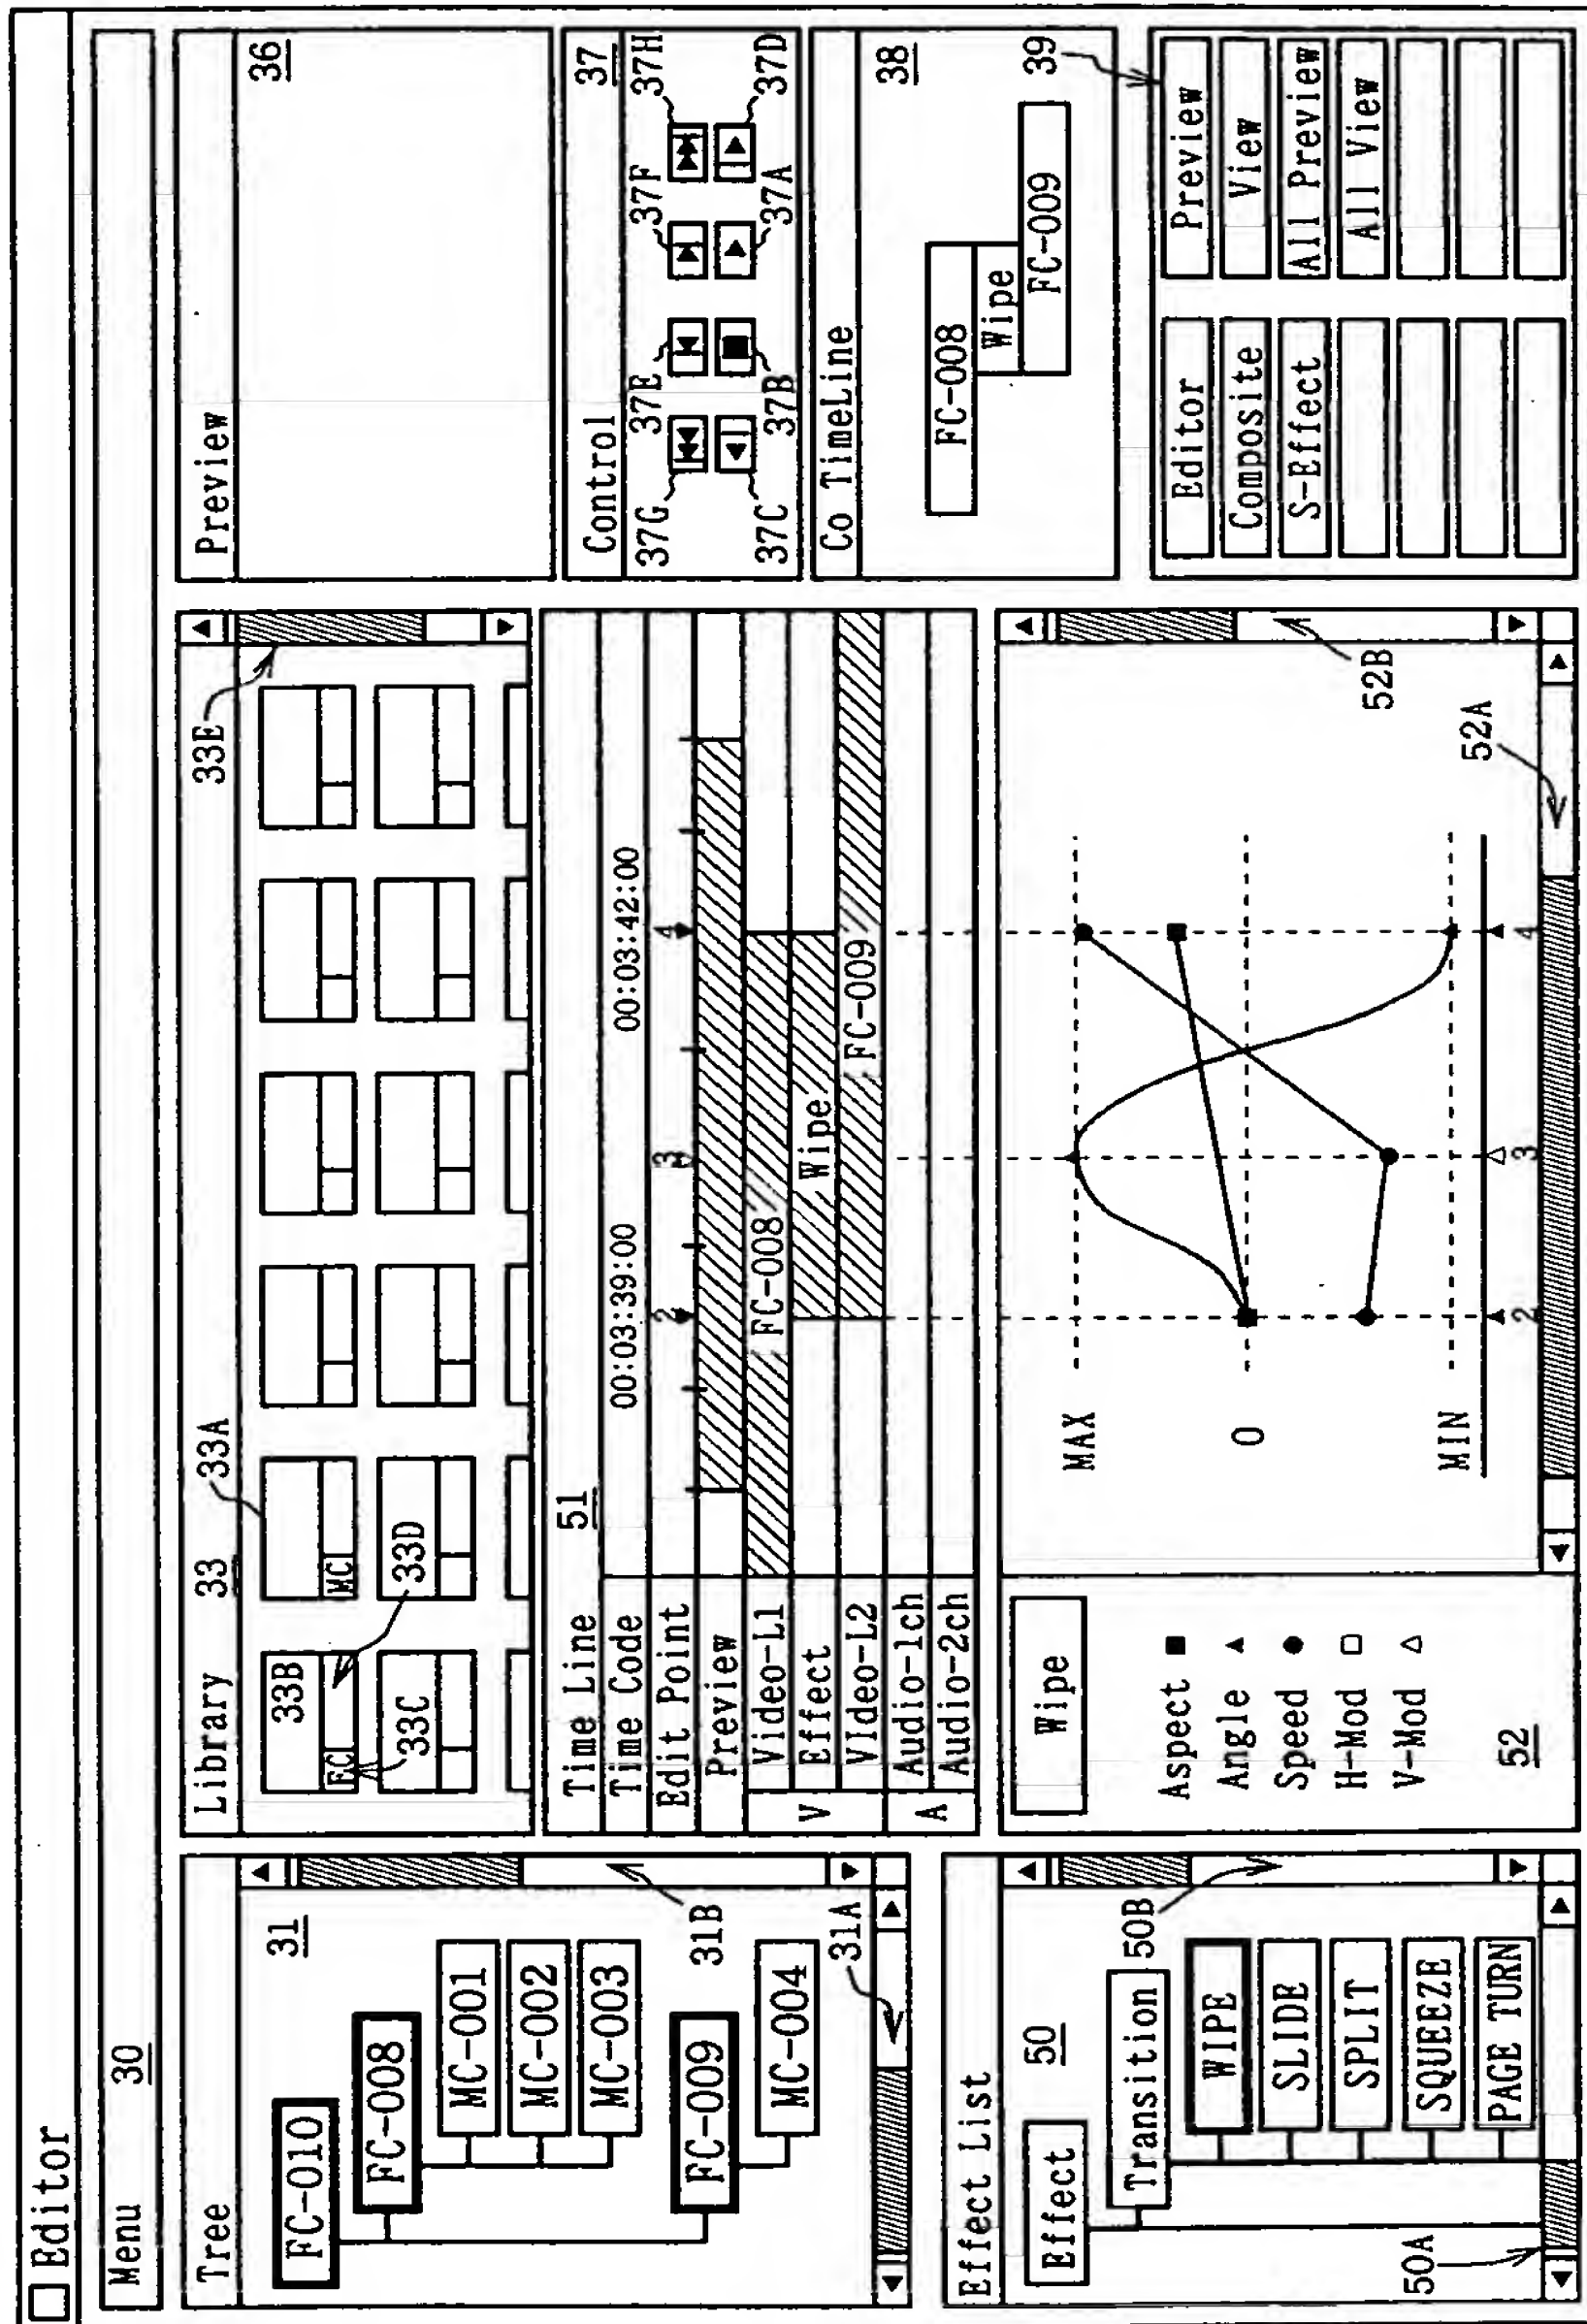 Editor
Menu 30
Tree
31
FC-010
FC-008
MC-001
MC-002
MC-003
FC-009
MC-004
31B
31A
Effect List
50
Effect
Transition
50B
WIPE
SLIDE
SPLIT
SQUEEZE
PAGE TURN
50A
Library 33 33A
33E
33B
FC
33D
33C
MC
Time Line 51
Time Code 00:03:39:00 00:03:42:00
Edit Point 2 3 4
Preview
V
Video-L1 FC-008
Effect Wipe
VIdeo-L2 FC-009
A
Audio-1ch
Audio-2ch
Wipe
Aspect ■
Angle ▲
Speed ●
H-Mod □
V-Mod △
52
MAX
0
MIN
2 3 4
52B
52A
Preview
36
Control 37
37G 37E 37F 37H
37C 37B 37A 37D
Co TimeLine
38
FC-008
Wipe
FC-009
39
Editor Preview
Composite View
S-Effect All Preview
All View